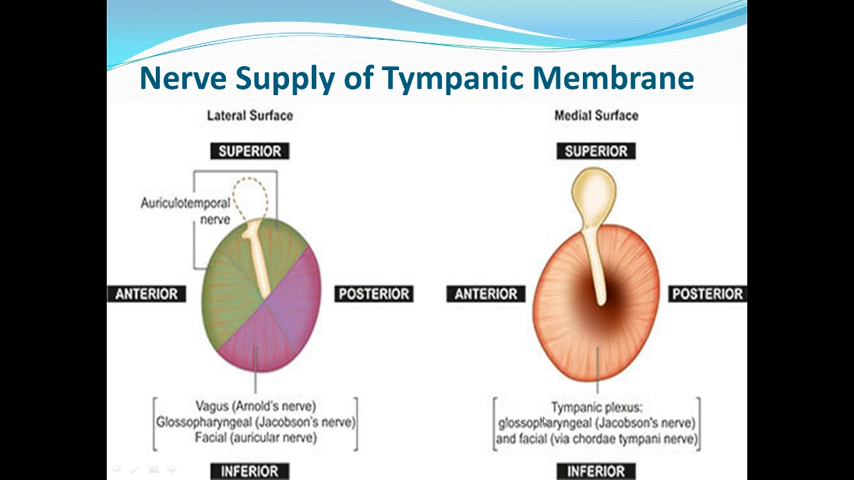 Nerve Supply of Tympanic Membrane
Lateral Surface
SUPERIOR
Auriculotemporal
nerve
ANTERIOR
POSTERIOR
Vagus (Arnold's nerve)
Glossopharyngeal (Jacobson's nerve)
Facial (auricular nerve)
INFERIOR
Medial Surface
SUPERIOR
ANTERIOR
POSTERIOR
Tympanic plexus:
glossopharyngeal (Jacobson's nerve)
and facial (via chordae tympani nerve)
INFERIOR